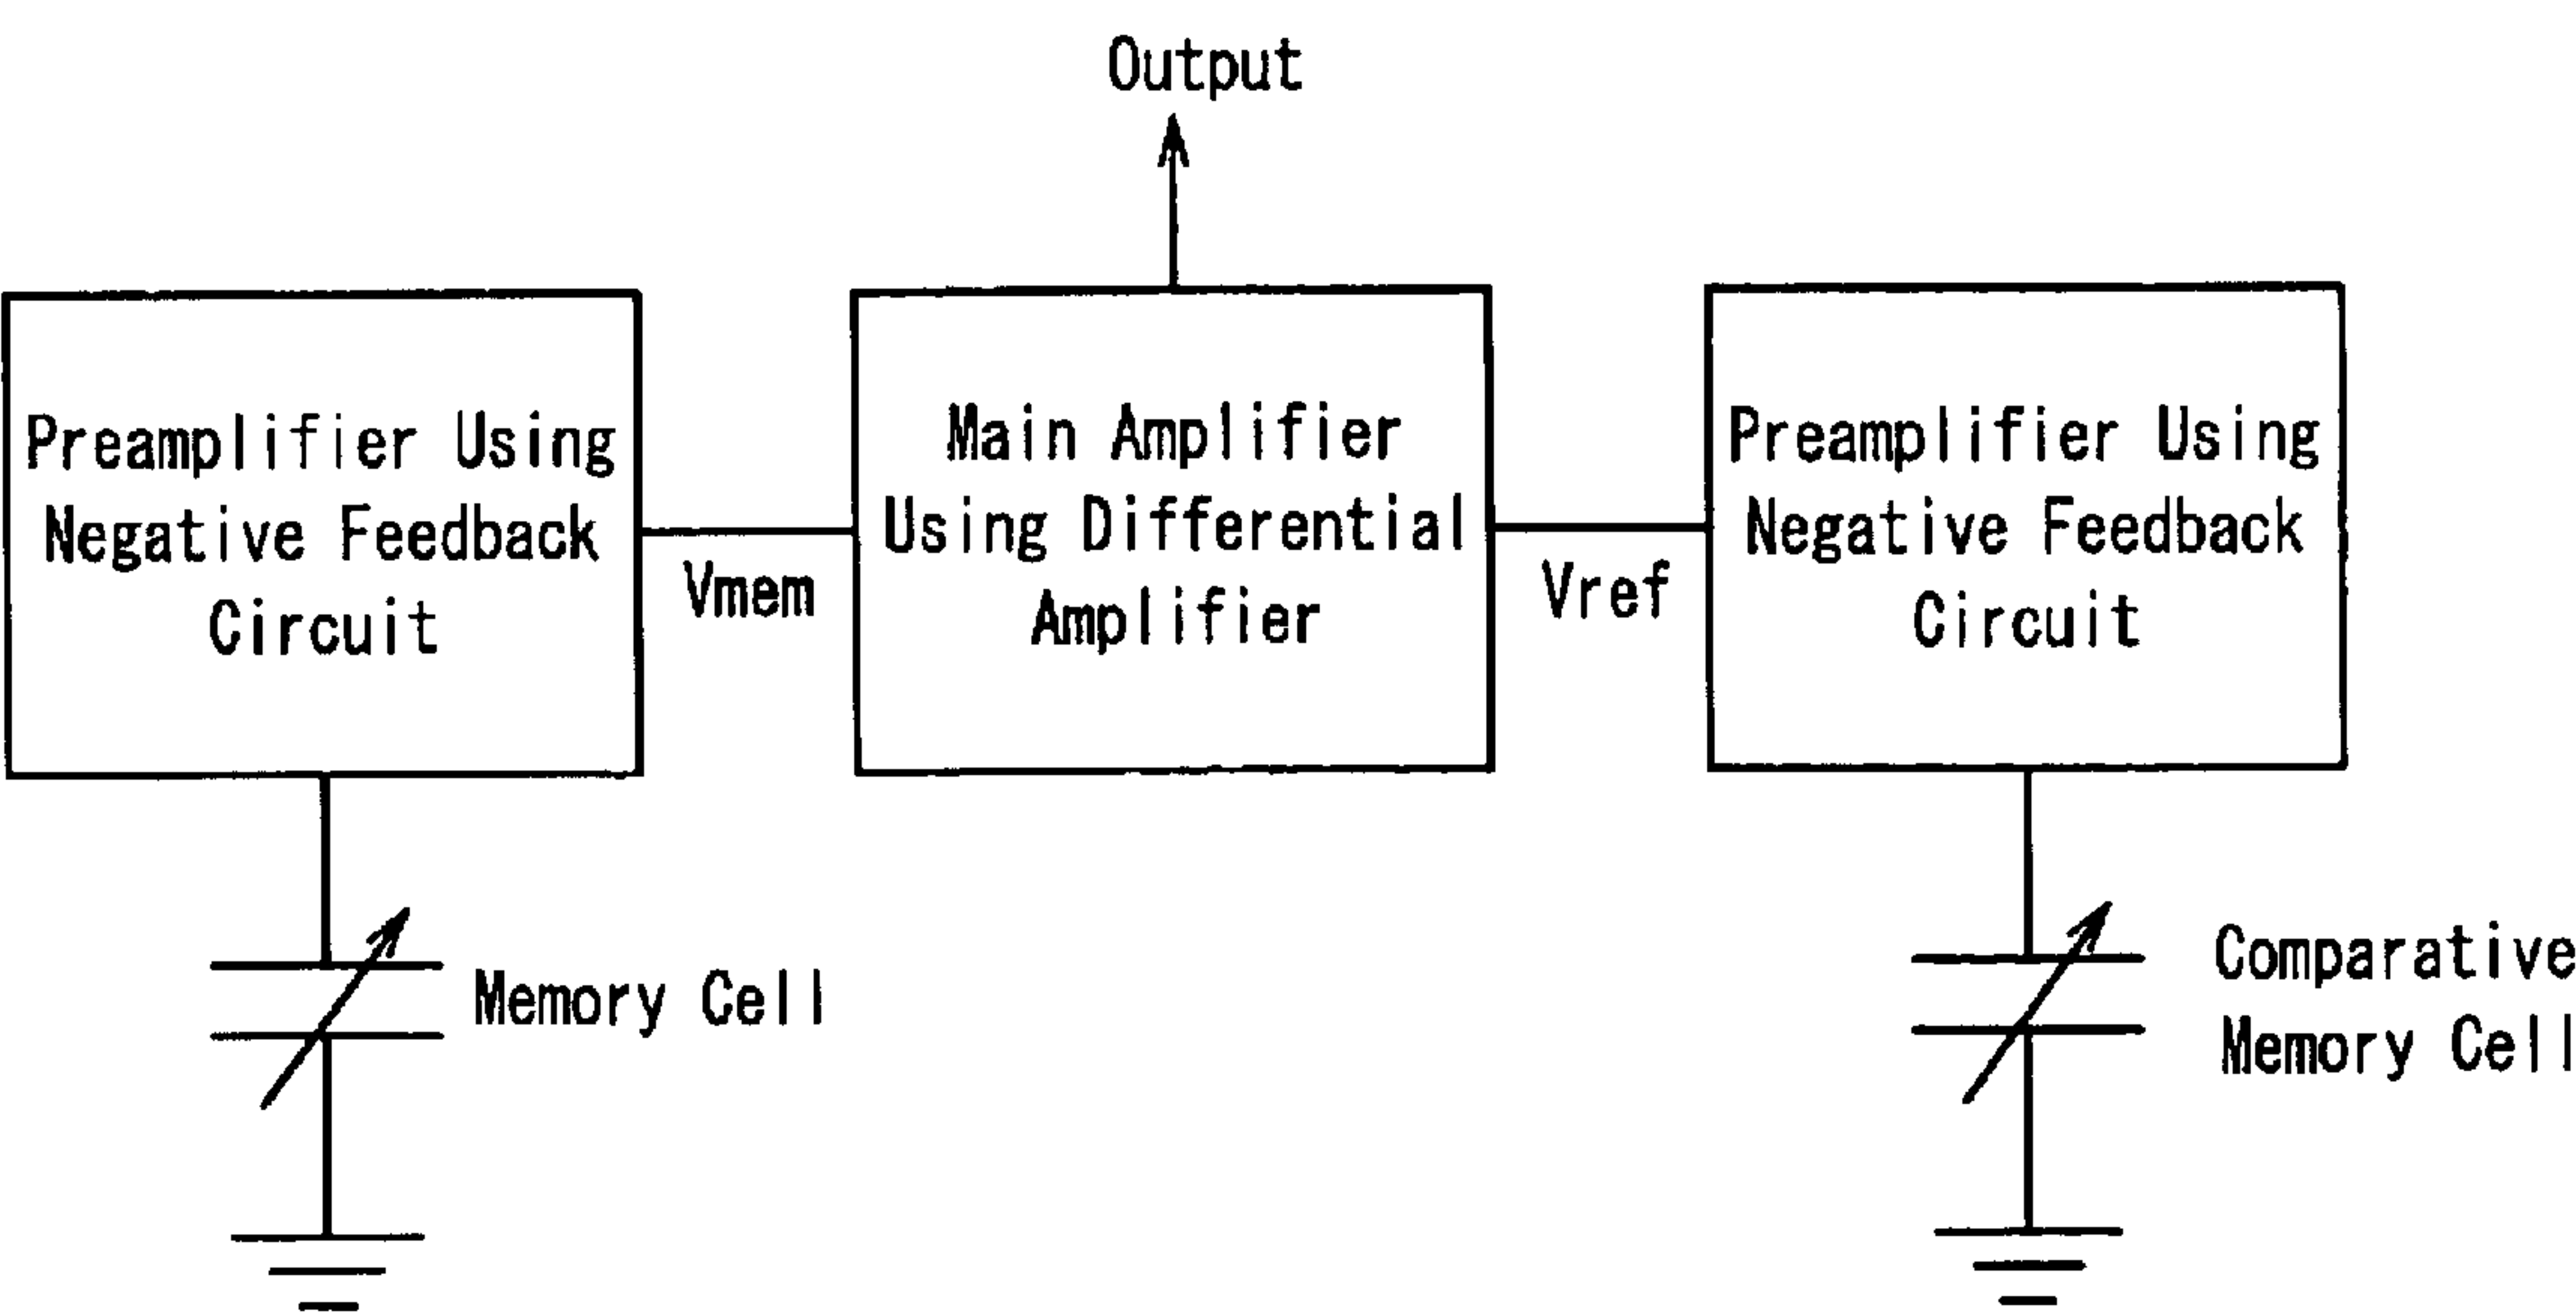 Output
Preamplifier Using
Negative Feedback
Circuit
Vmem
Main Amplifier
Using Differential
Amplifier
Vref
Preamplifier Using
Negative Feedback
Circuit
Memory Cell
Comparative
Memory Cell